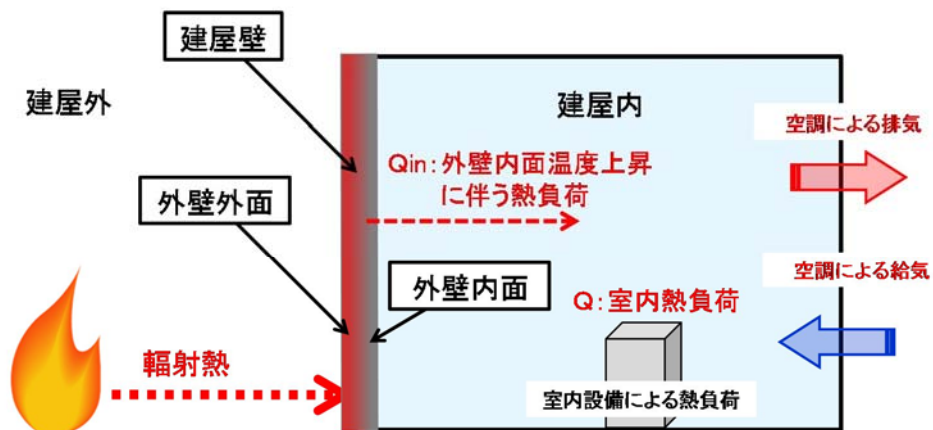 建屋壁
建屋外
建屋内
空調による排気
Qin:外壁内面温度上昇
に伴う熱負荷
外壁外面
外壁内面
空調による給気
Q:室内熱負荷
輻射熱
室内設備による熱負荷